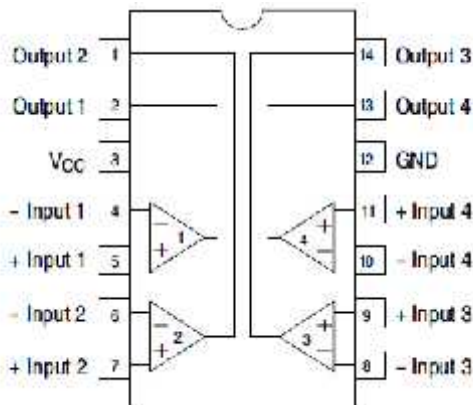 Output 2 1 14 Output 3
Output 1 2 13 Output 4
VCC 3 12 GND
- Input 1 4 11 + Input 4
+ Input 1 5 10 - Input 4
- Input 2 6 9 + Input 3
+ Input 2 7 8 - Input 3
- + 1
+ - 4
- + 2
+ - 3